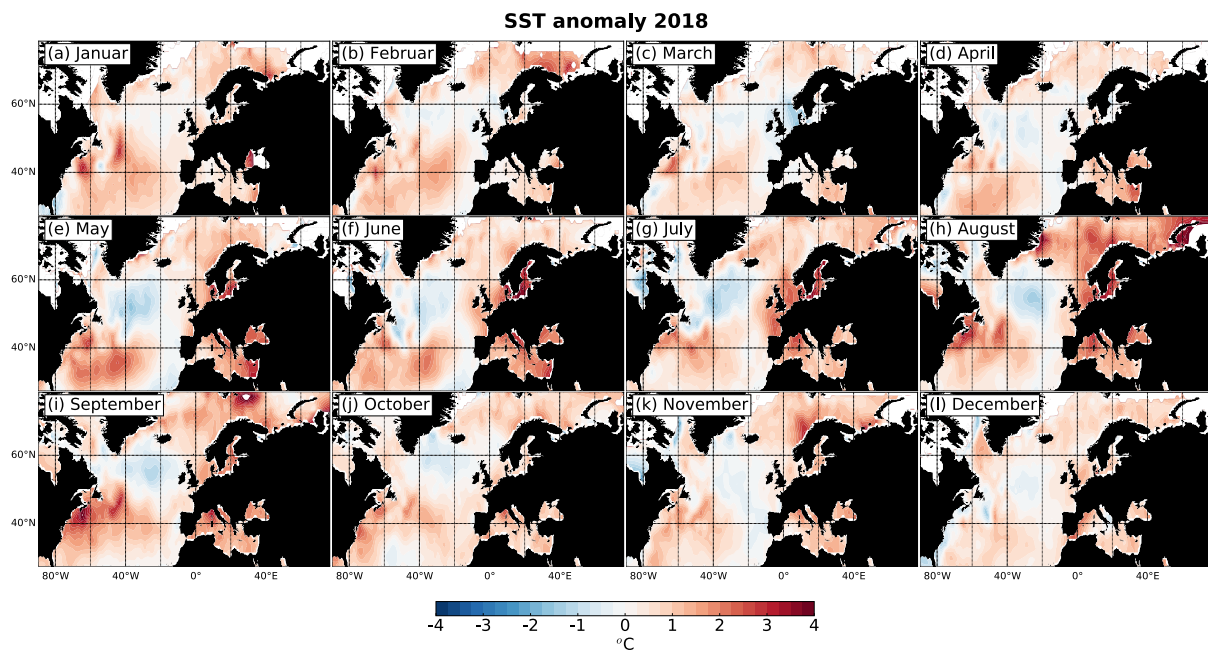 SST anomaly 2018
(a) Januar
(b) Februar
(c) March
(d) April
60°N
40°N
(e) May
(f) June
(g) July
(h) August
60°N
40°N
(i) September
(j) October
(k) November
(l) December
60°N
40°N
80°W 40°W 0° 40°E 80°W 40°W 0° 40°E 80°W 40°W 0° 40°E 80°W 40°W 0° 40°E
-4 -3 -2 -1 0 1 2 3 4
°C